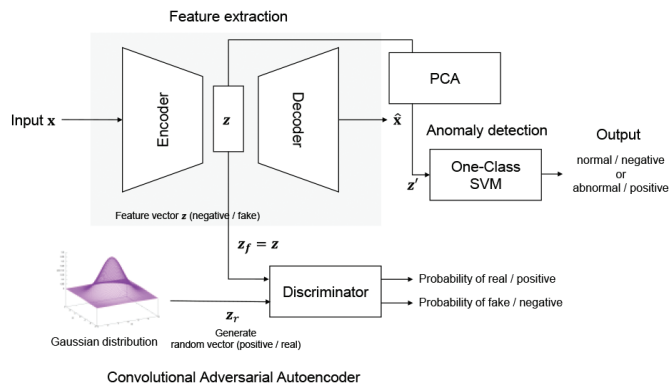 Feature extraction
Encoder
z
Decoder
PCA
Input x
x̂
Anomaly detection
Output
One-Class
SVM
normal / negative
or
abnormal / positive
z′
Feature vector z (negative / fake)
z_f = z
Discriminator
Probability of real / positive
Probability of fake / negative
z_r
Generate
random vector (positive / real)
Gaussian distribution
Convolutional Adversarial Autoencoder